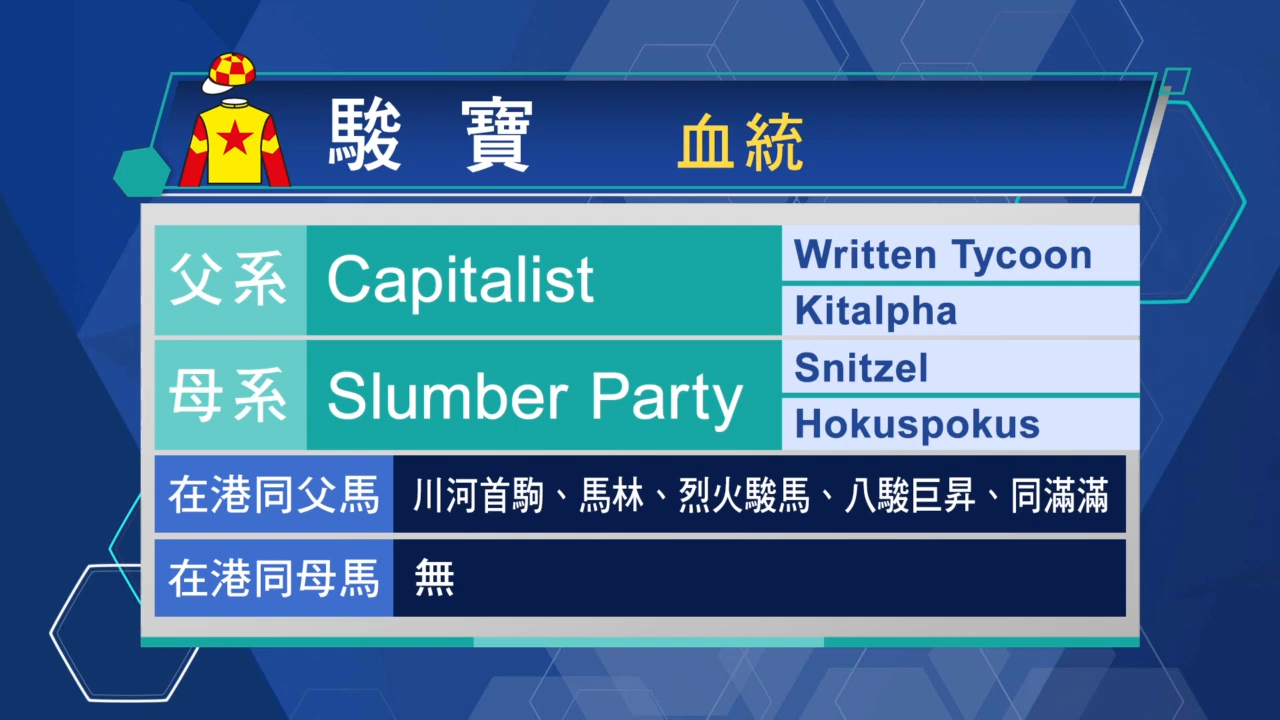 駿寶 血統
父系 Capitalist
Written Tycoon
Kitalpha
母系 Slumber Party
Snitzel
Hokuspokus
在港同父馬 川河首駒、馬林、烈火駿馬、八駿巨昇、同滿滿
在港同母馬 無